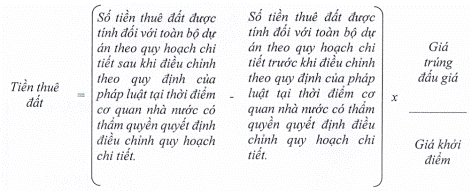 Tiền thuê
đất
=
Số tiền thuê đất được
tính đối với toàn bộ dự
án theo quy hoạch chi
tiết sau khi điều chỉnh
theo quy định của
pháp luật tại thời điểm
cơ quan nhà nước có
thẩm quyền quyết định
điều chỉnh quy hoạch
chi tiết.
-
Số tiền thuê đất được
tính đối với toàn bộ dự
án theo quy hoạch chi
tiết trước khi điều chỉnh
theo quy định của pháp
luật tại thời điểm cơ
quan nhà nước có thẩm
quyền quyết định điều
chỉnh quy hoạch chi
tiết.
x
Giá
trúng
đấu giá
Giá khởi
điểm